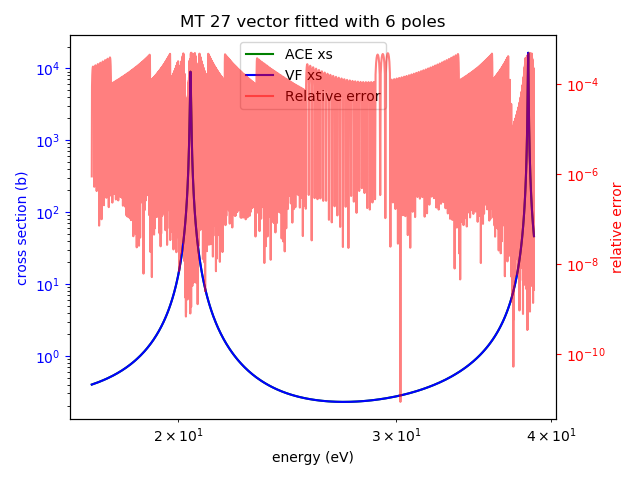 MT 27 vector fitted with 6 poles
ACE xs
VF xs
Relative error
cross section (b)
10⁴
10³
10²
10¹
10⁰
relative error
10⁻⁴
10⁻⁶
10⁻⁸
10⁻¹⁰
2 × 10¹
3 × 10¹
4 × 10¹
energy (eV)